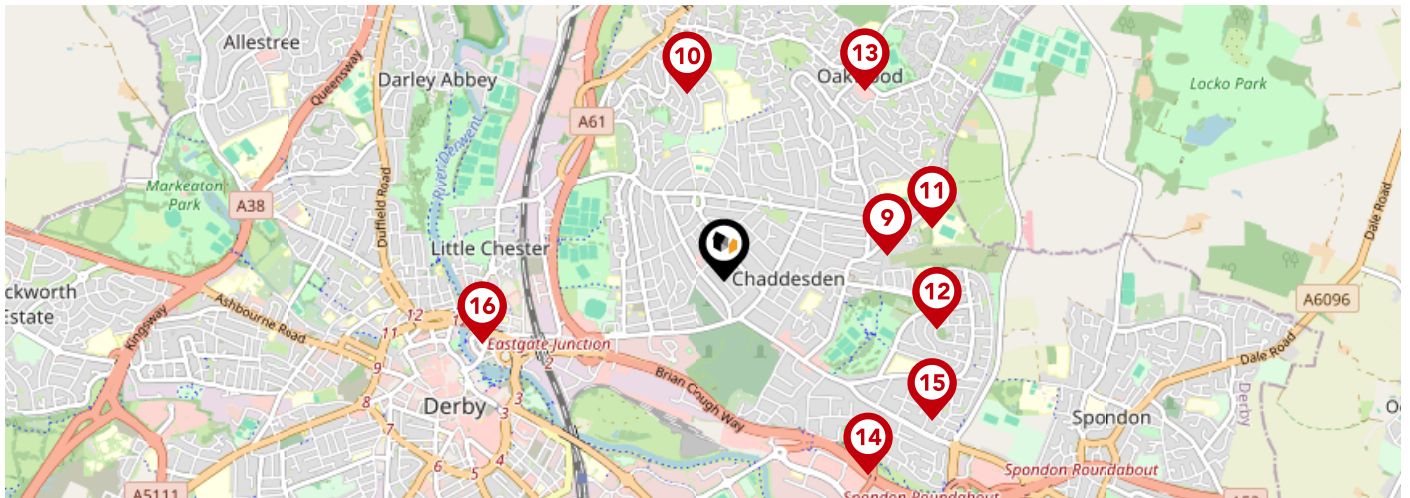 Allestree
Queensway
Darley Abbey
10
13
Oakwood
Locko Park
A61
River Derwent
Markeaton
Park
A38
Duffield Road
11
9
Dale Road
Little Chester
Chaddesden
ckworth
Estate
Kingsway
Ashbourne Road
16
12
11
12
A6096
Eastgate Junction
2
Dale Road
9
Brian Clough Way
15
Derby
3
3
8
7
Spondon
Derby
14
6
5
4
Spondon Roundabout
A5111
Spondon Roundabout